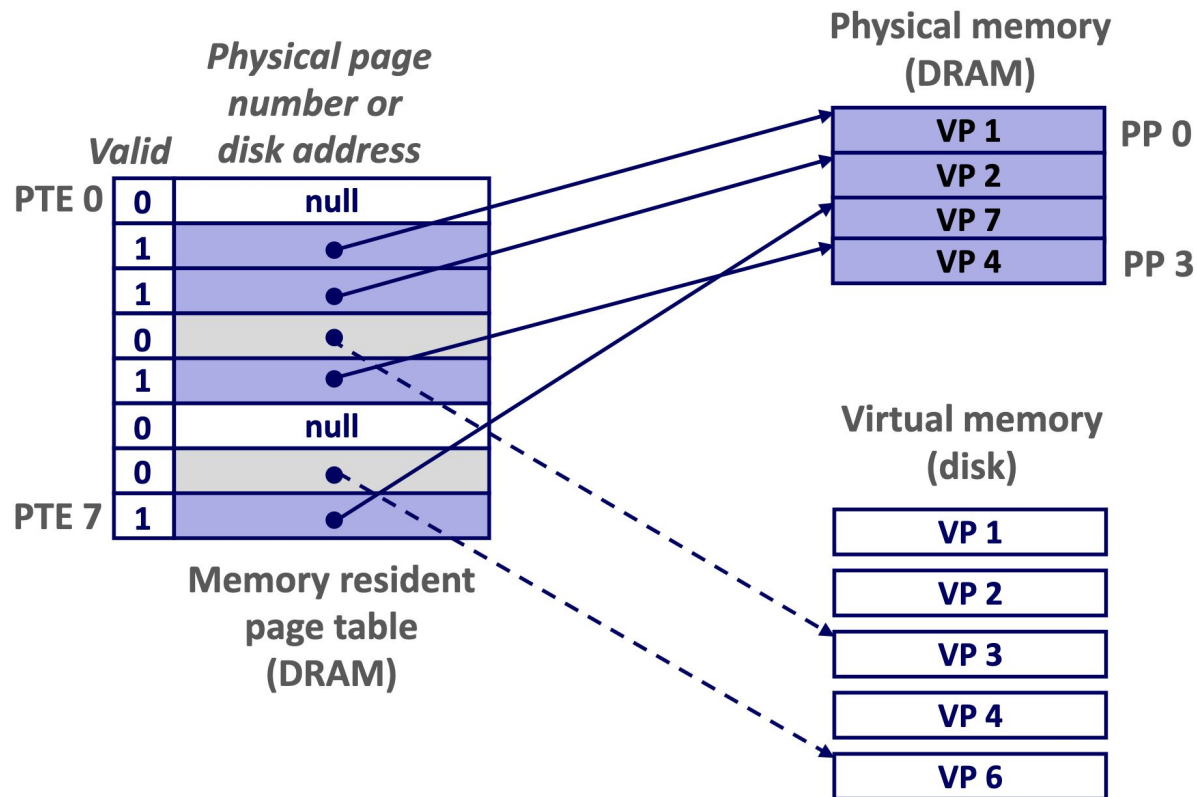 Physical memory
(DRAM)
Physical page
number or
disk address
Valid
PTE 0
0
null
1
1
0
1
0
null
0
PTE 7
1
Memory resident
page table
(DRAM)
VP 1
PP 0
VP 2
VP 7
VP 4
PP 3
Virtual memory
(disk)
VP 1
VP 2
VP 3
VP 4
VP 6